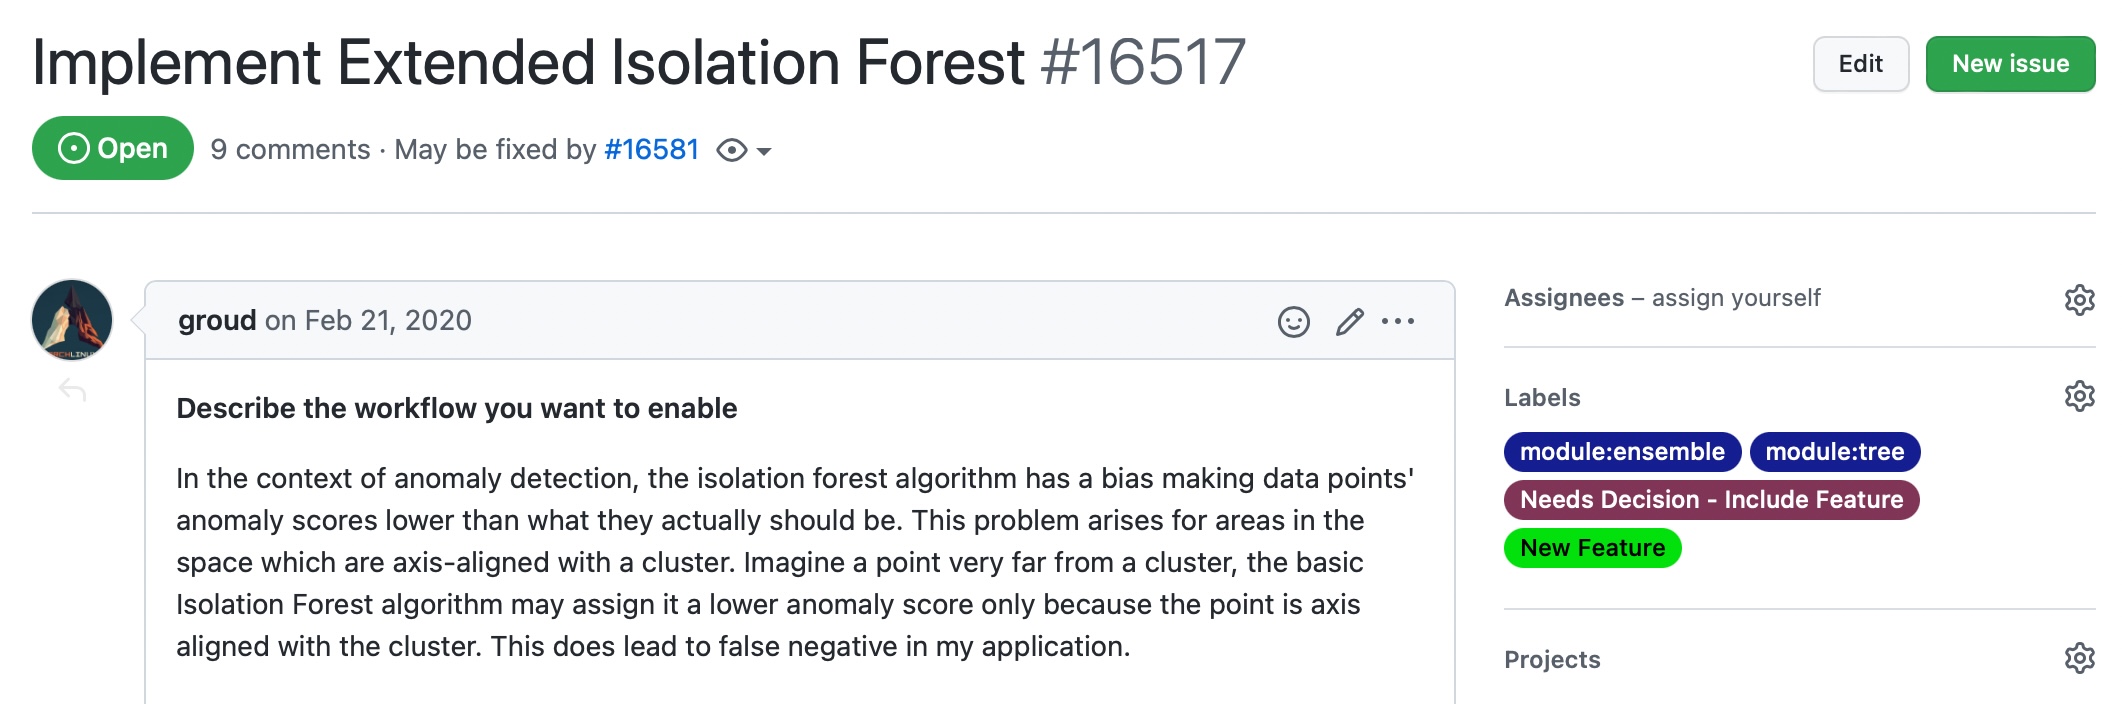 Implement Extended Isolation Forest #16517
Edit
New issue
Open
9 comments · May be fixed by #16581
groud on Feb 21, 2020
Describe the workflow you want to enable
In the context of anomaly detection, the isolation forest algorithm has a bias making data points'
anomaly scores lower than what they actually should be. This problem arises for areas in the
space which are axis-aligned with a cluster. Imagine a point very far from a cluster, the basic
Isolation Forest algorithm may assign it a lower anomaly score only because the point is axis
aligned with the cluster. This does lead to false negative in my application.
Assignees – assign yourself
Labels
module:ensemble
module:tree
Needs Decision - Include Feature
New Feature
Projects